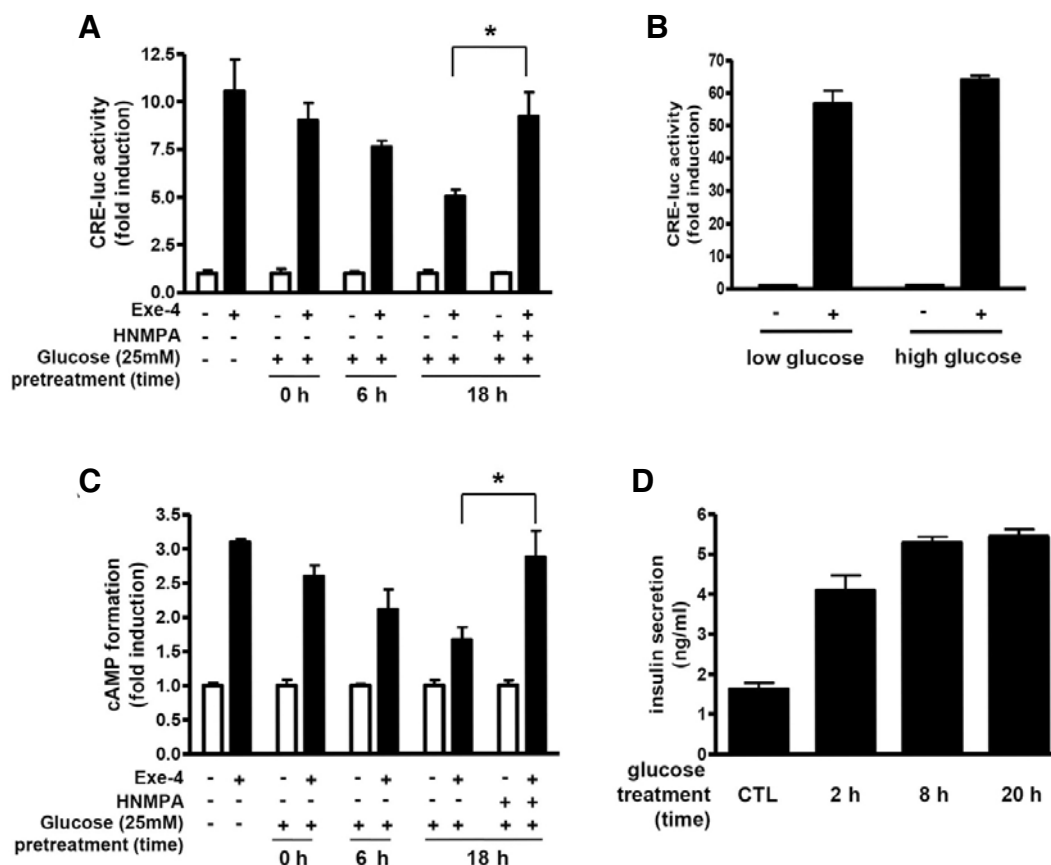 A
*
12.5
10.0
7.5
5.0
2.5
0.0
CRE-luc activity
(fold induction)
Exe-4 - + - + - + - + - +
HNMPA - - - - - - - - + +
Glucose (25mM) - - + + + + + + + +
pretreatment (time)
0 h 6 h 18 h
B
70
60
50
40
30
20
10
0
CRE-luc activity
(fold induction)
- + - +
low glucose high glucose
C
*
3.5
3.0
2.5
2.0
1.5
1.0
0.5
0.0
cAMP formation
(fold induction)
Exe-4 - + - + - + - + - +
HNMPA - - - - - - - - + +
Glucose (25mM) - - + + + + + + + +
pretreatment (time)
0 h 6 h 18 h
D
6
5
4
3
2
1
0
insulin secretion
(ng/ml)
glucose
treatment CTL 2 h 8 h 20 h
(time)